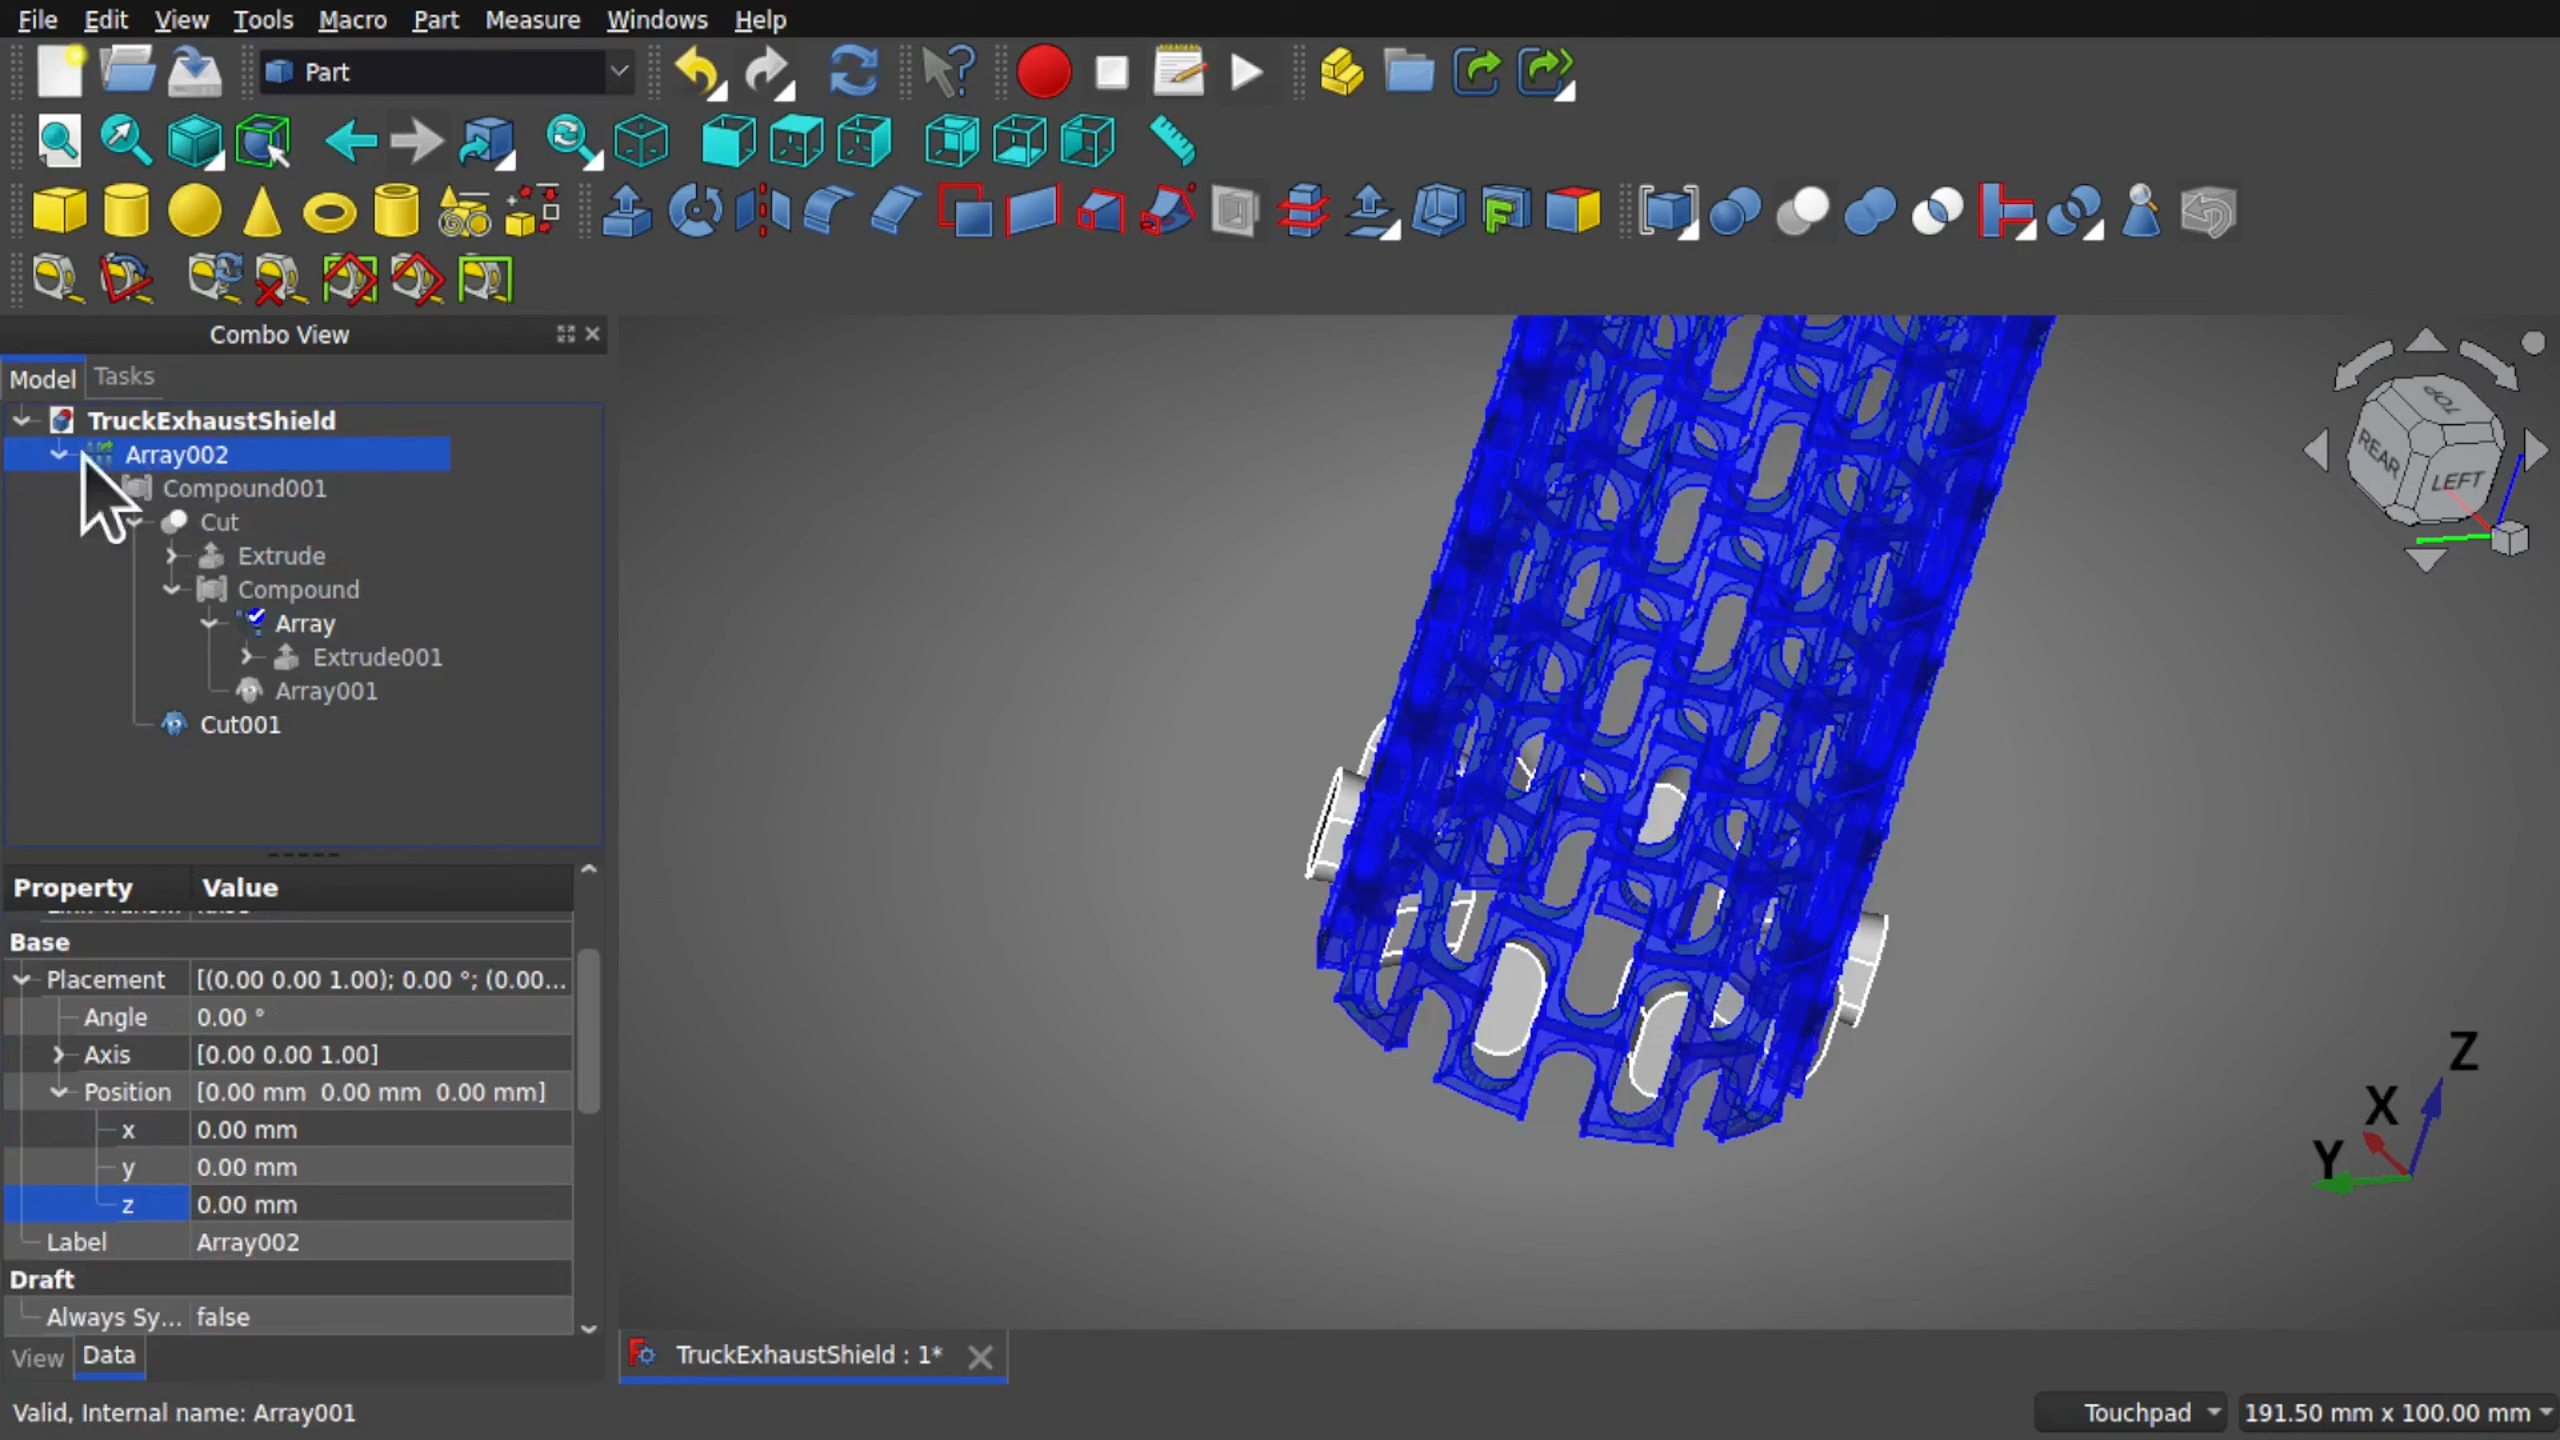 File Edit View Tools Macro Part Measure Windows Help
Part
Combo View
Model Tasks
TruckExhaustShield
Array002
Compound001
Cut
Extrude
Compound
Array
Extrude001
Array001
Cut001
Property Value
Base
Placement [(0.00 0.00 1.00); 0.00 °; (0.00...
Angle 0.00 °
Axis [0.00 0.00 1.00]
Position [0.00 mm 0.00 mm 0.00 mm]
x 0.00 mm
y 0.00 mm
z 0.00 mm
Label Array002
Draft
Always Sy... false
View Data
TOP
REAR
LEFT
Z
X
Y
TruckExhaustShield : 1*
Valid, Internal name: Array001
Touchpad 191.50 mm x 100.00 mm